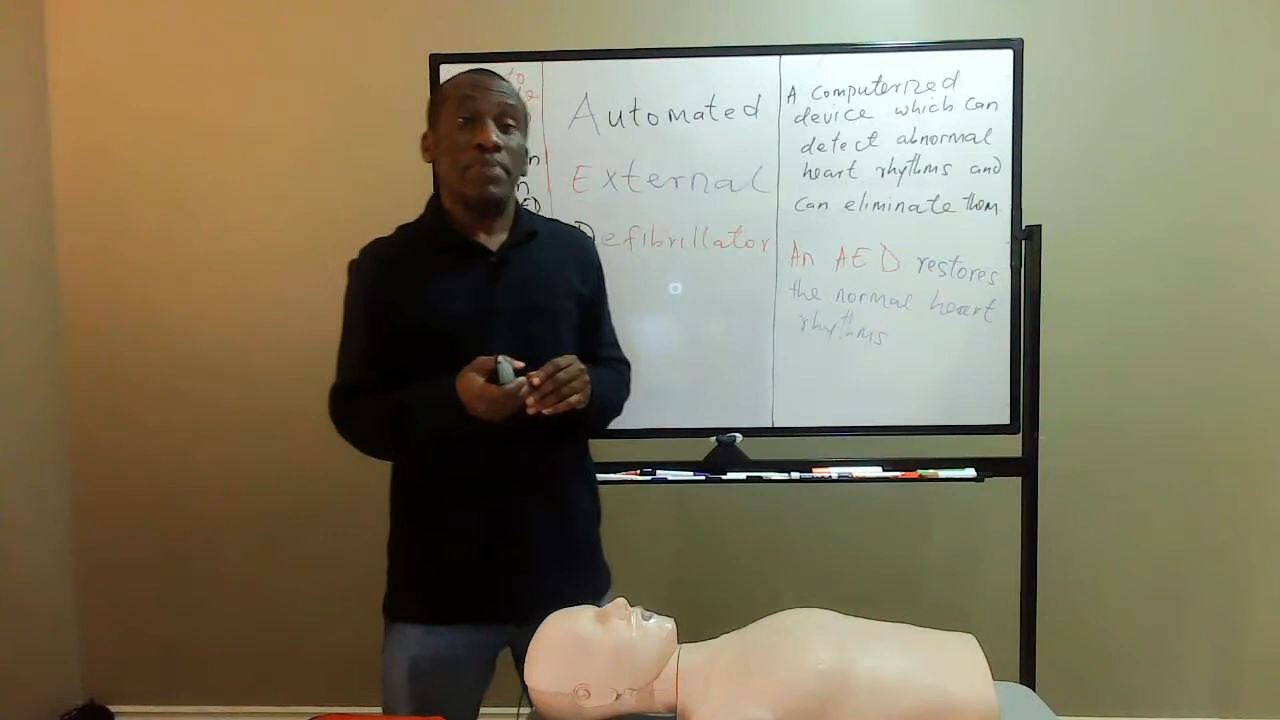 to
Automated
External
Defibrillator
A computerized
device which can
detect abnormal
heart rhythms and
can eliminate them
An AED restores
the normal heart
rhythms